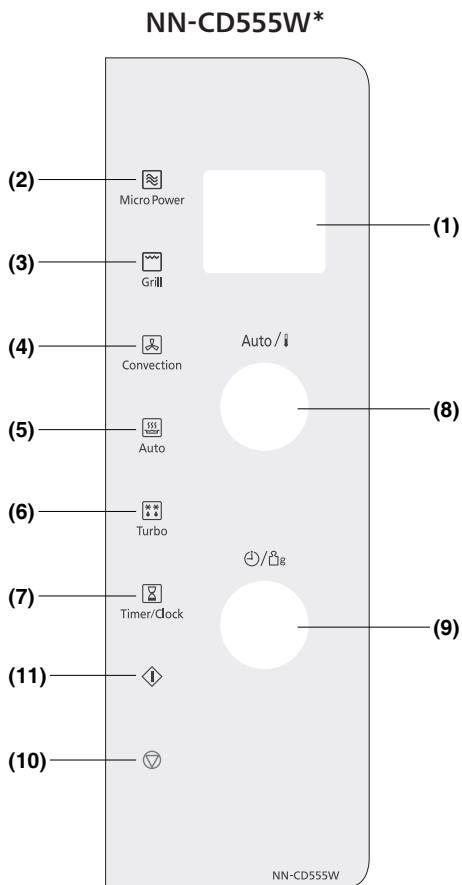 NN-CD555W*
(2)
Micro Power
(1)
(3)
Grill
(4)
Convection
Auto /
(8)
(5)
Auto
(6)
Turbo
/ g
(7)
Timer/Clock
(9)
(11)
(10)
NN-CD555W